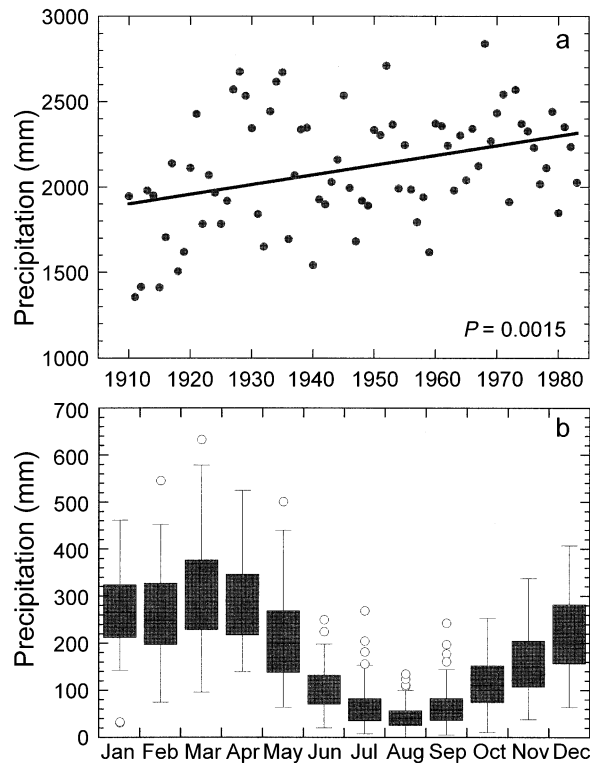 3000
a
2500
2000
1500
1000
Precipitation (mm)
P = 0.0015
1910 1920 1930 1940 1950 1960 1970 1980
700
b
600
500
400
300
200
100
0
Precipitation (mm)
Jan Feb Mar Apr May Jun Jul Aug Sep Oct Nov Dec